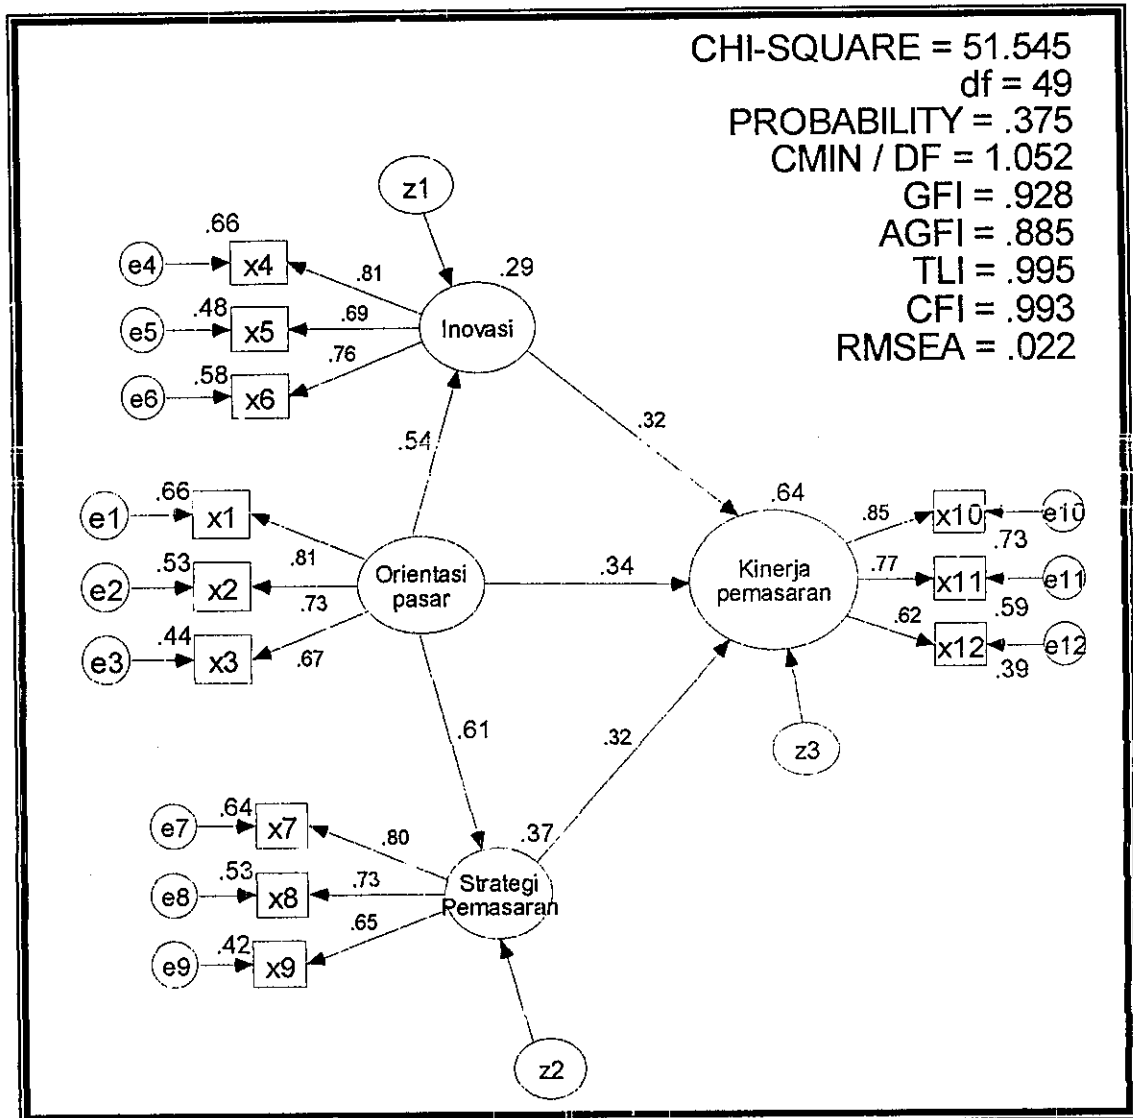 CHI-SQUARE = 51.545
df = 49
PROBABILITY = .375
CMIN / DF = 1.052
GFI = .928
AGFI = .885
TLI = .995
CFI = .993
RMSEA = .022
z1
.66
e4
x4
.81
.29
.48
e5
x5
.69
Inovasi
.58
e6
x6
.76
.54
.32
.66
e1
x1
.81
.53
e2
x2
.73
.44
e3
x3
.67
Orientasi
pasar
.34
.64
Kinerja
pemasaran
.85
x10
e10
.73
.77
x11
e11
.59
.62
x12
e12
.39
.61
.32
z3
.64
e7
x7
.80
.37
.53
e8
x8
.73
Strategi
Pemasaran
.42
e9
x9
.65
z2